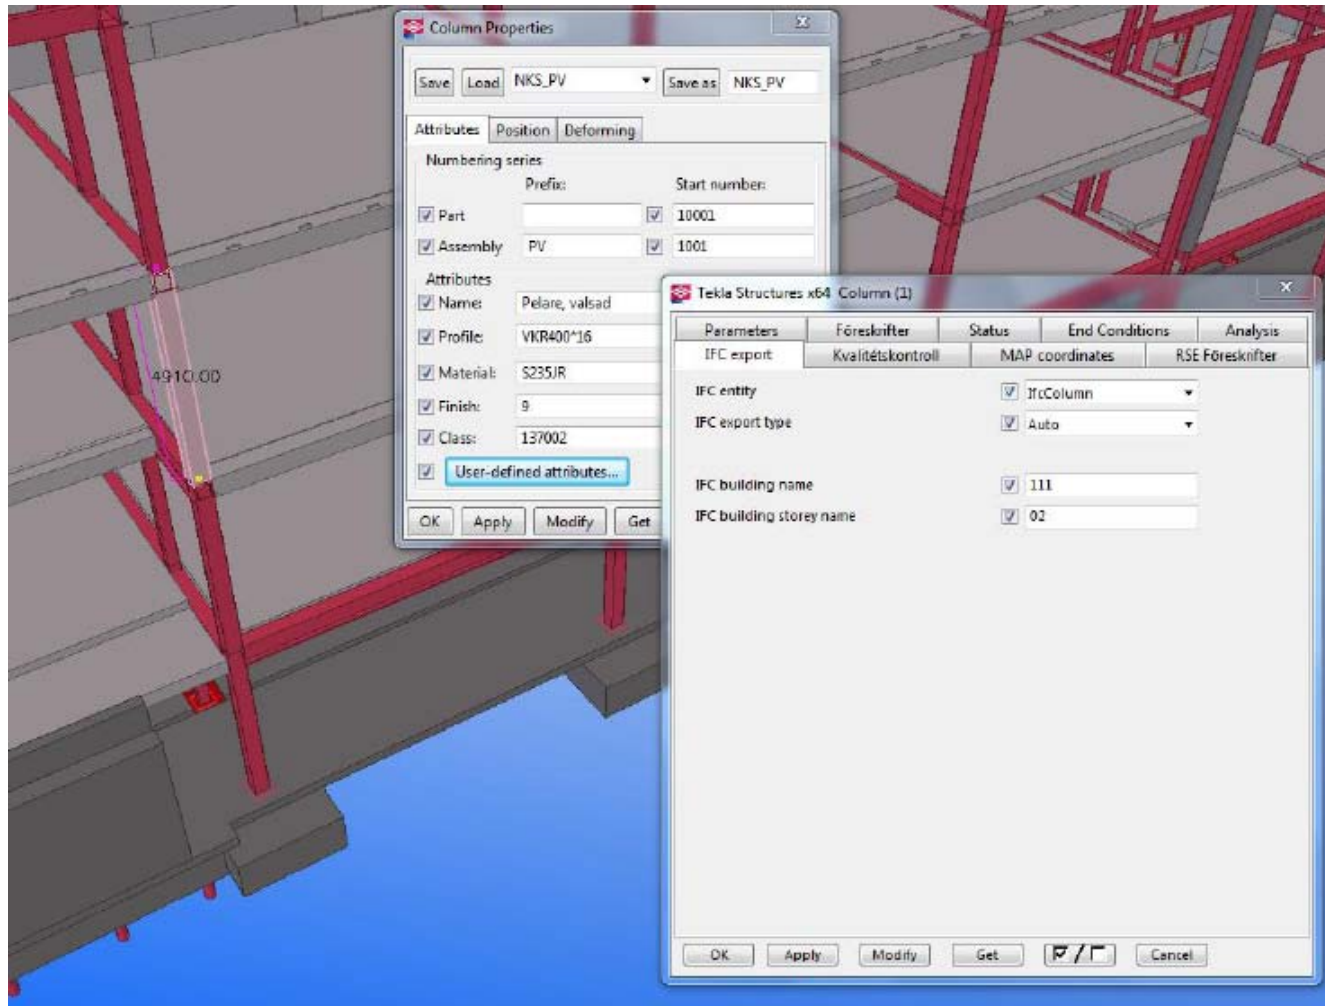 Column Properties
Save Load NKS_PV Save as NKS_PV
Attributes Position Deforming
Numbering series
Prefix: Start number:
Part 10001
Assembly PV 1001
Attributes
Name: Pelare, valsad
Profile: VKR400*16
Material: S235JR
Finish: 9
Class: 137002
User-defined attributes...
OK Apply Modify Get
4910.00
Tekla Structures x64 Column (1)
Parameters Föreskrifter Status End Conditions Analysis
IFC export Kvalitétskontroll MAP coordinates RSE Föreskrifter
IFC entity IfcColumn
IFC export type Auto
IFC building name 111
IFC building storey name 02
OK Apply Modify Get / Cancel